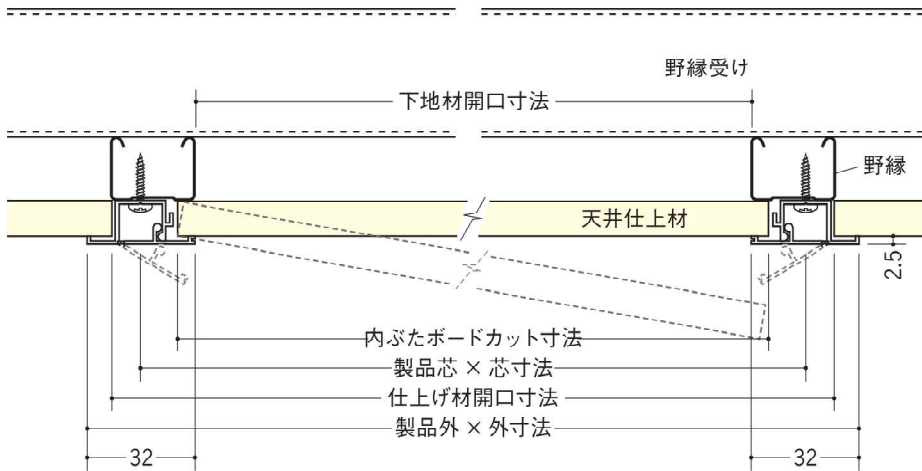 野縁受け
下地材開口寸法
野縁
天井仕上材
2.5
内ぶたボードカット寸法
製品芯×芯寸法
仕上げ材開口寸法
製品外×外寸法
32
32